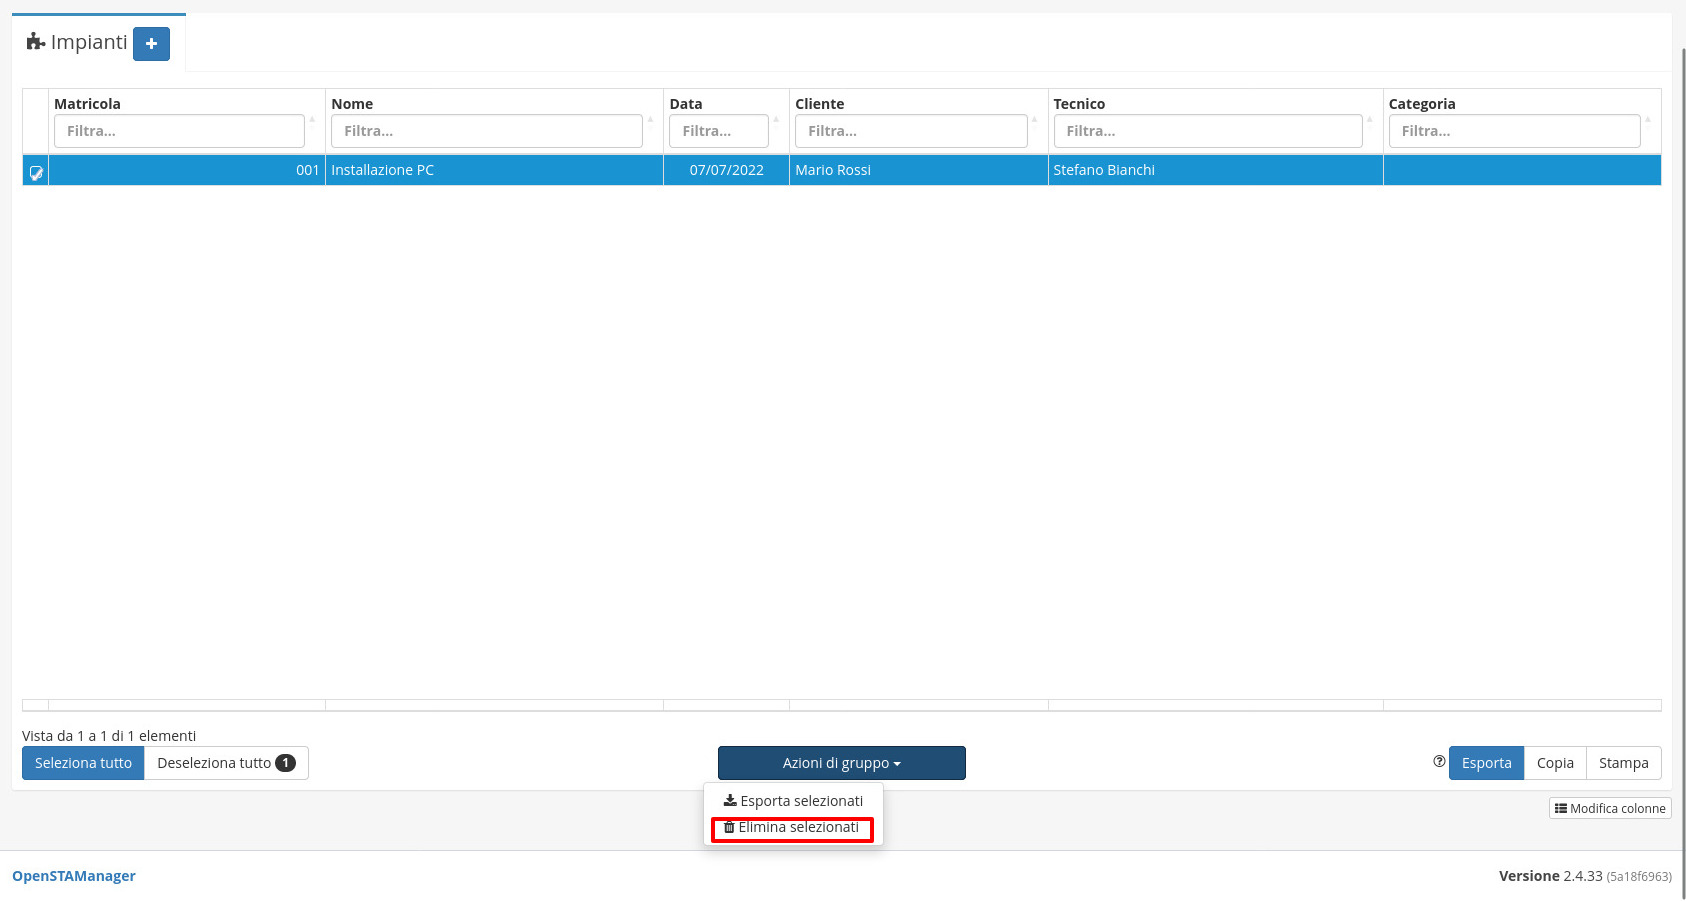 Impianti +
Matricola Nome Data Cliente Tecnico Categoria
Filtra... Filtra... Filtra... Filtra... Filtra... Filtra...
001 Installazione PC 07/07/2022 Mario Rossi Stefano Bianchi
Vista da 1 a 1 di 1 elementi
Seleziona tutto Deseleziona tutto 1 Azioni di gruppo ? Esporta Copia Stampa
Esporta selezionati
Modifica colonne
Elimina selezionati
OpenSTAManager Versione 2.4.33 (5a18f6963)